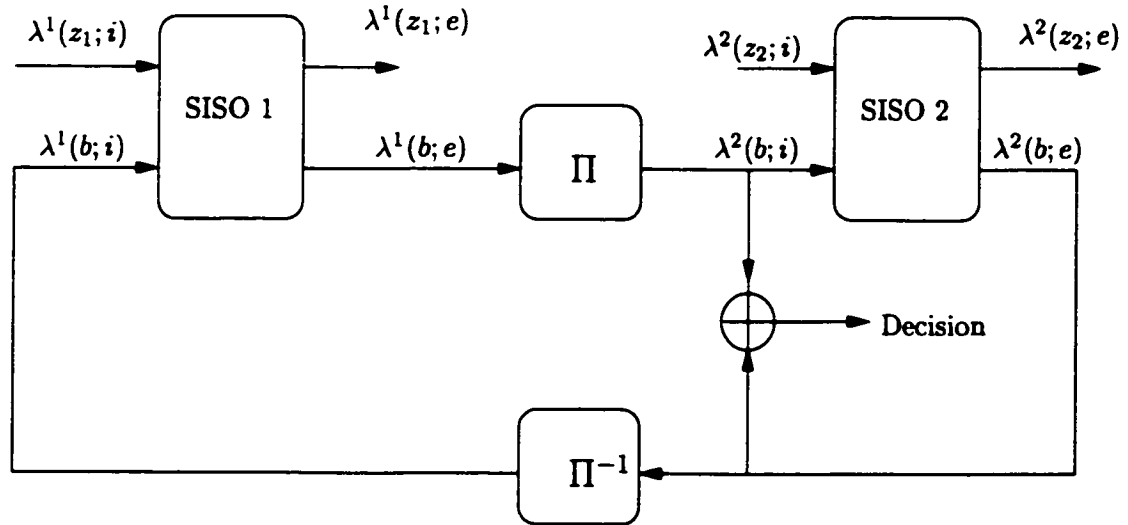 λ¹(z₁; i)
λ¹(z₁; e)
λ²(z₂; i)
λ²(z₂; e)
SISO 1
SISO 2
λ¹(b; i)
λ¹(b; e)
Π
λ²(b; i)
λ²(b; e)
Decision
Π⁻¹